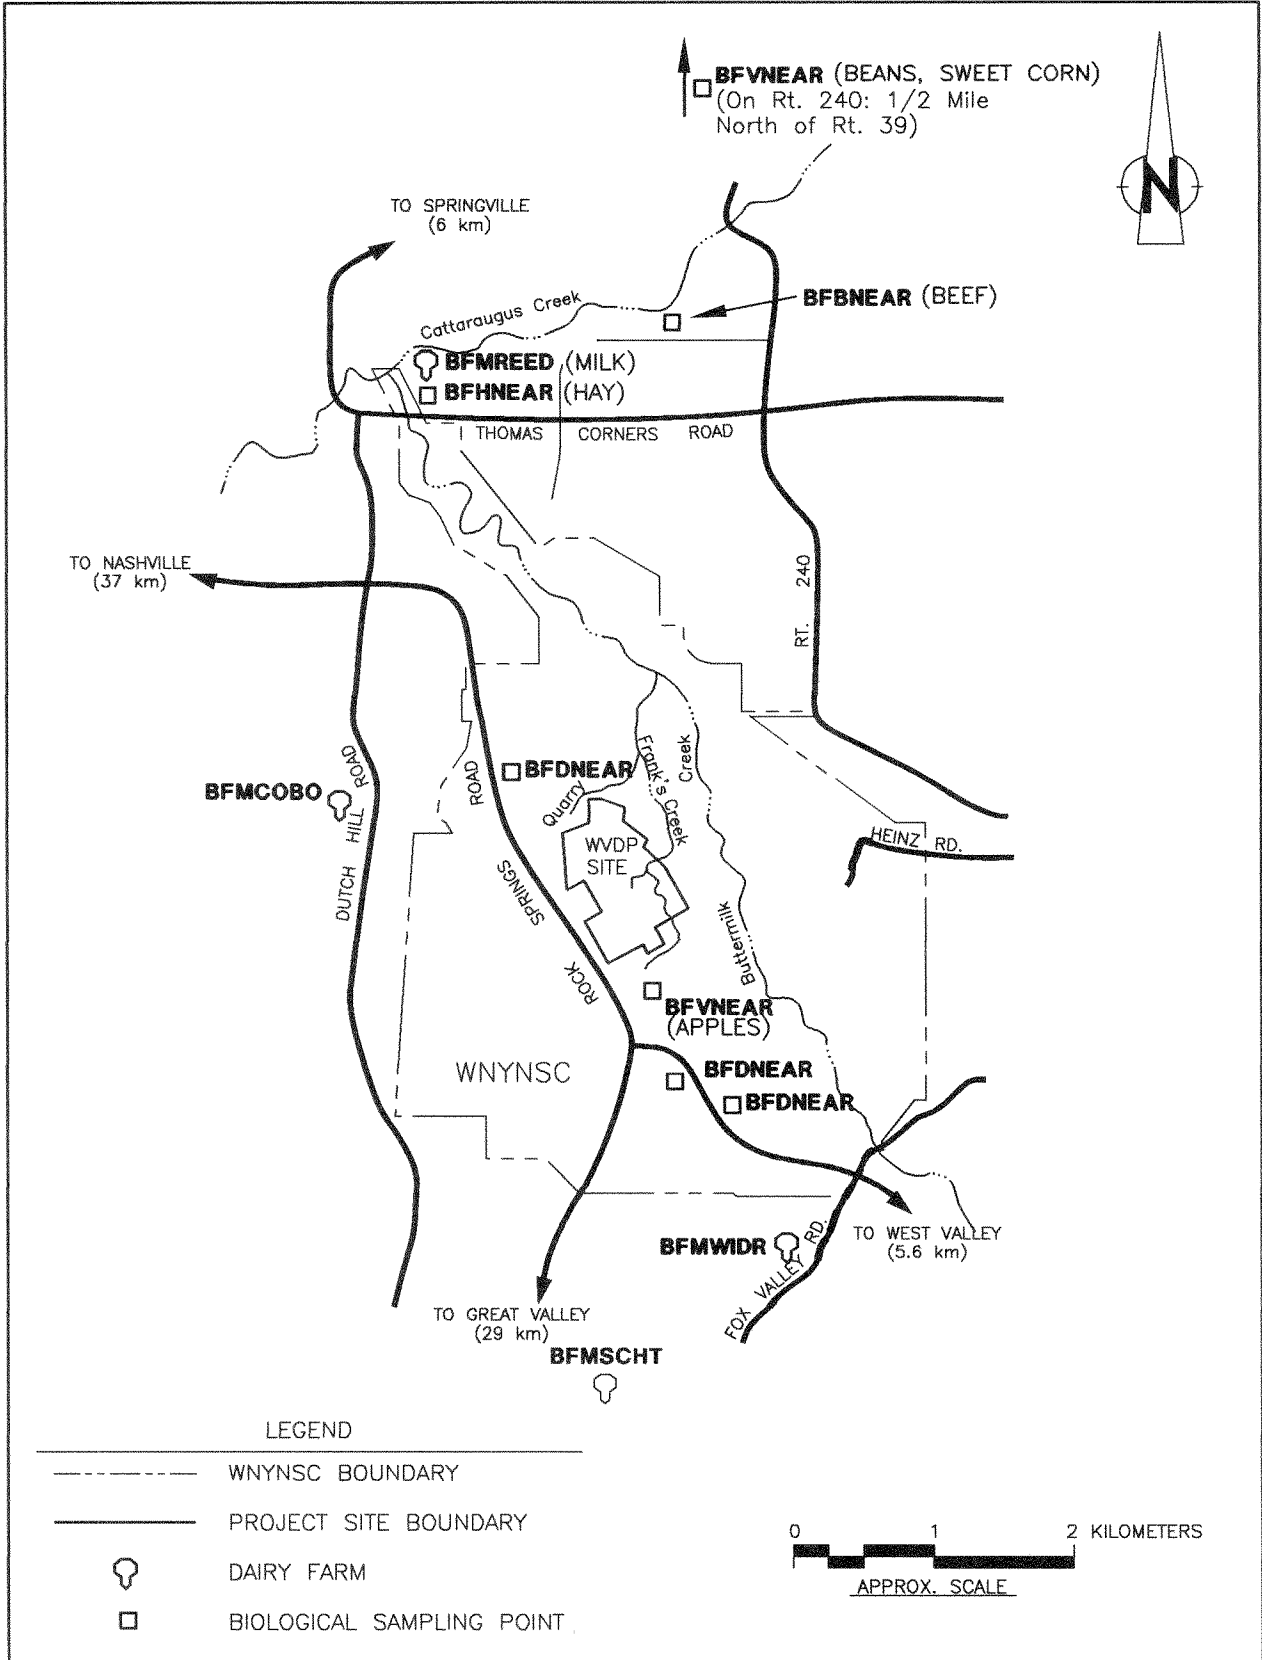 BFVNEAR (BEANS, SWEET CORN)
(On Rt. 240: 1/2 Mile
North of Rt. 39)
N
TO SPRINGVILLE
(6 km)
BFBNEAR (BEEF)
Cattaraugus Creek
BFMREED (MILK)
BFHNEAR (HAY)
THOMAS CORNERS ROAD
TO NASHVILLE
(37 km)
RT. 240
DUTCH HILL ROAD
BFMCOBO
ROCK SPRINGS ROAD
BFDNEAR
Quarry
Frank's Creek
Creek
Buttermilk
WVDP
SITE
HEINZ RD.
BFVNEAR
(APPLES)
WNYNSC
BFDNEAR
BFDNEAR
TO WEST VALLEY
(5.6 km)
BFMWIDR
FOX VALLEY RD.
TO GREAT VALLEY
(29 km)
BFMSCHT
LEGEND
WNYNSC BOUNDARY
PROJECT SITE BOUNDARY
DAIRY FARM
BIOLOGICAL SAMPLING POINT
0 1 2 KILOMETERS
APPROX. SCALE